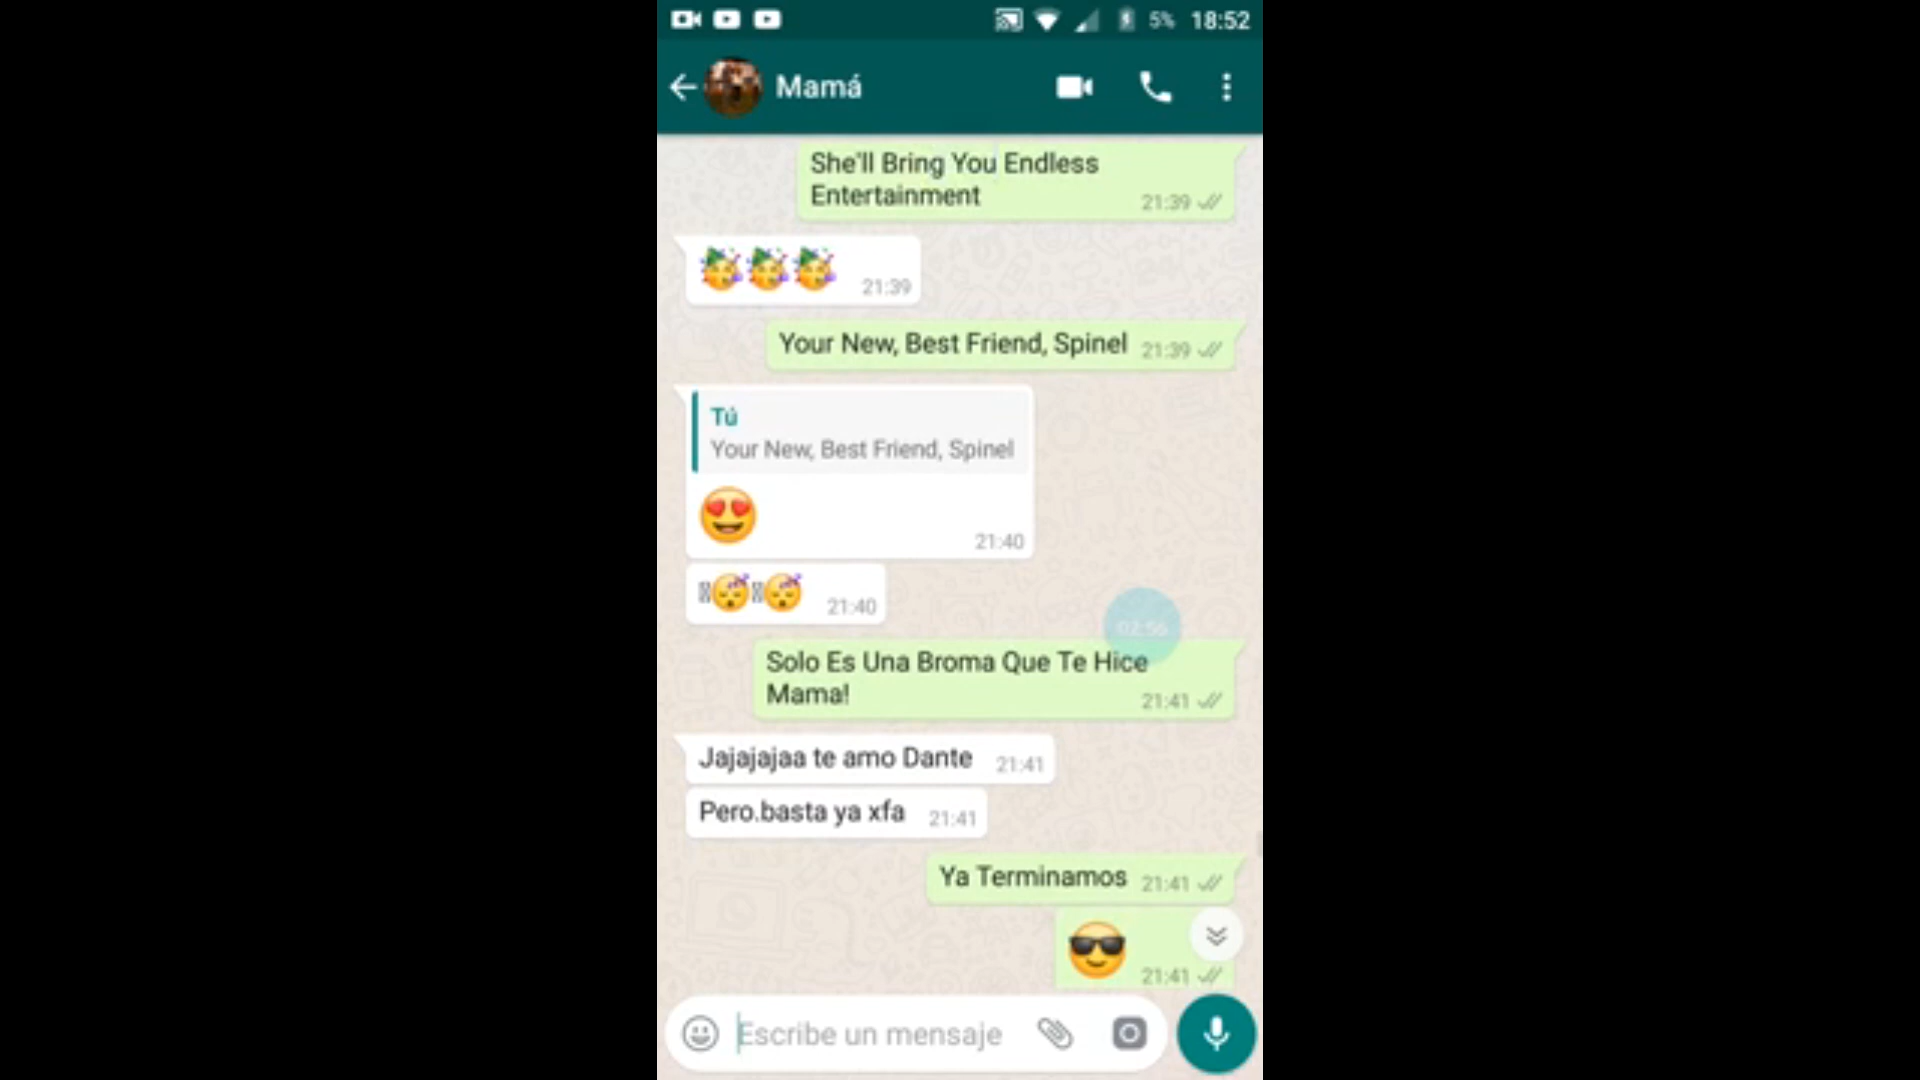 5% 18:52
Mamá
She'll Bring You Endless
Entertainment
21:39
21:39
Your New, Best Friend, Spinel 21:39
Tú
Your New, Best Friend, Spinel
21:40
21:40
02:56
Solo Es Una Broma Que Te Hice
Mama!
21:41
Jajajajaa te amo Dante 21:41
Pero.basta ya xfa 21:41
Ya Terminamos 21:41
21:41
Escribe un mensaje